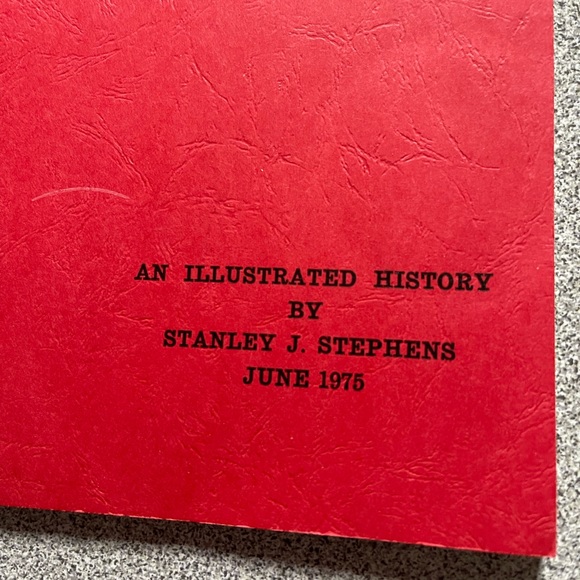 AN ILLUSTRATED HISTORY
BY
STANLEY J. STEPHENS
JUNE 1975